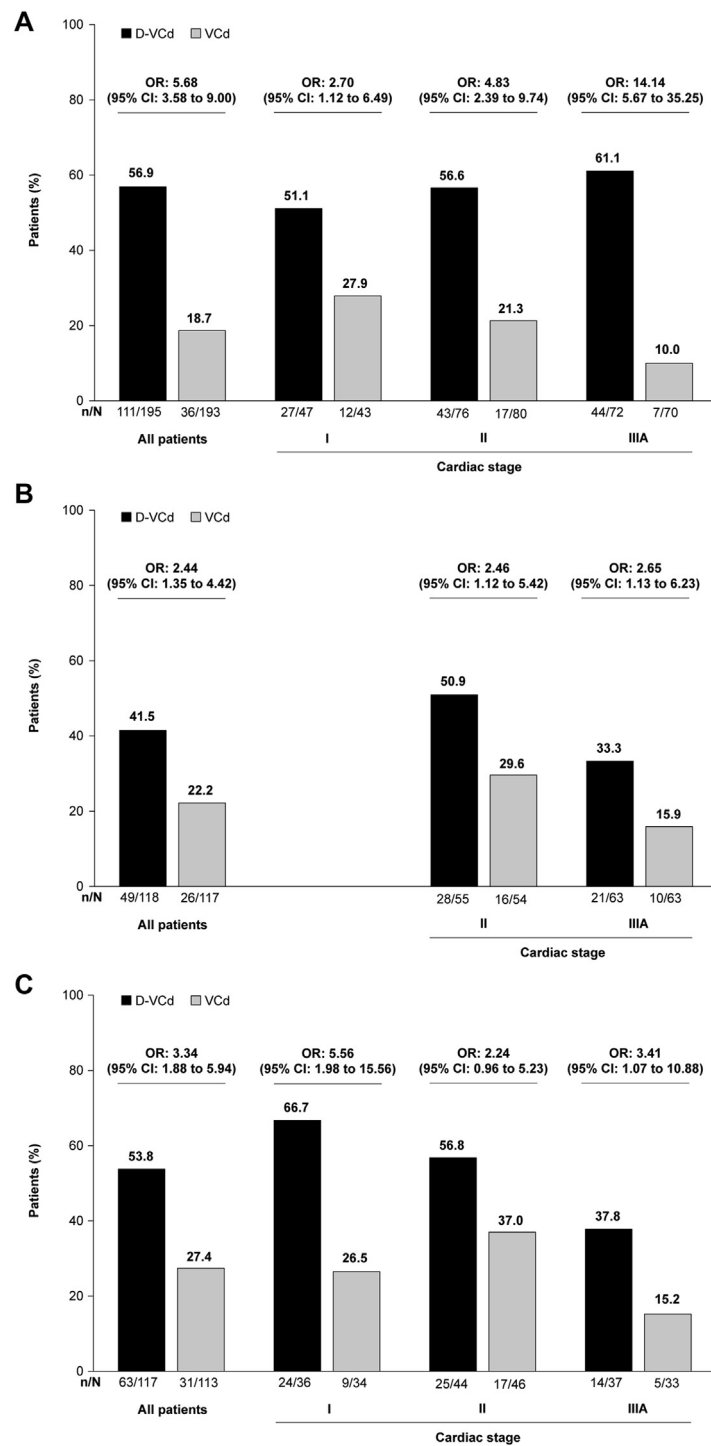 A
100
D-VCd VCd
OR: 5.68 OR: 2.70 OR: 4.83 OR: 14.14
(95% CI: 3.58 to 9.00) (95% CI: 1.12 to 6.49) (95% CI: 2.39 to 9.74) (95% CI: 5.67 to 35.25)
80
60
40
20
0
Patients (%)
56.9 18.7 51.1 27.9 56.6 21.3 61.1 10.0
n/N 111/195 36/193 27/47 12/43 43/76 17/80 44/72 7/70
All patients I II IIIA
Cardiac stage
B
100
D-VCd VCd
OR: 2.44 OR: 2.46 OR: 2.65
(95% CI: 1.35 to 4.42) (95% CI: 1.12 to 5.42) (95% CI: 1.13 to 6.23)
80
60
40
20
0
Patients (%)
41.5 22.2 50.9 29.6 33.3 15.9
n/N 49/118 26/117 28/55 16/54 21/63 10/63
All patients II IIIA
Cardiac stage
C
100
D-VCd VCd
OR: 3.34 OR: 5.56 OR: 2.24 OR: 3.41
(95% CI: 1.88 to 5.94) (95% CI: 1.98 to 15.56) (95% CI: 0.96 to 5.23) (95% CI: 1.07 to 10.88)
80
60
40
20
0
Patients (%)
53.8 27.4 66.7 26.5 56.8 37.0 37.8 15.2
n/N 63/117 31/113 24/36 9/34 25/44 17/46 14/37 5/33
All patients I II IIIA
Cardiac stage